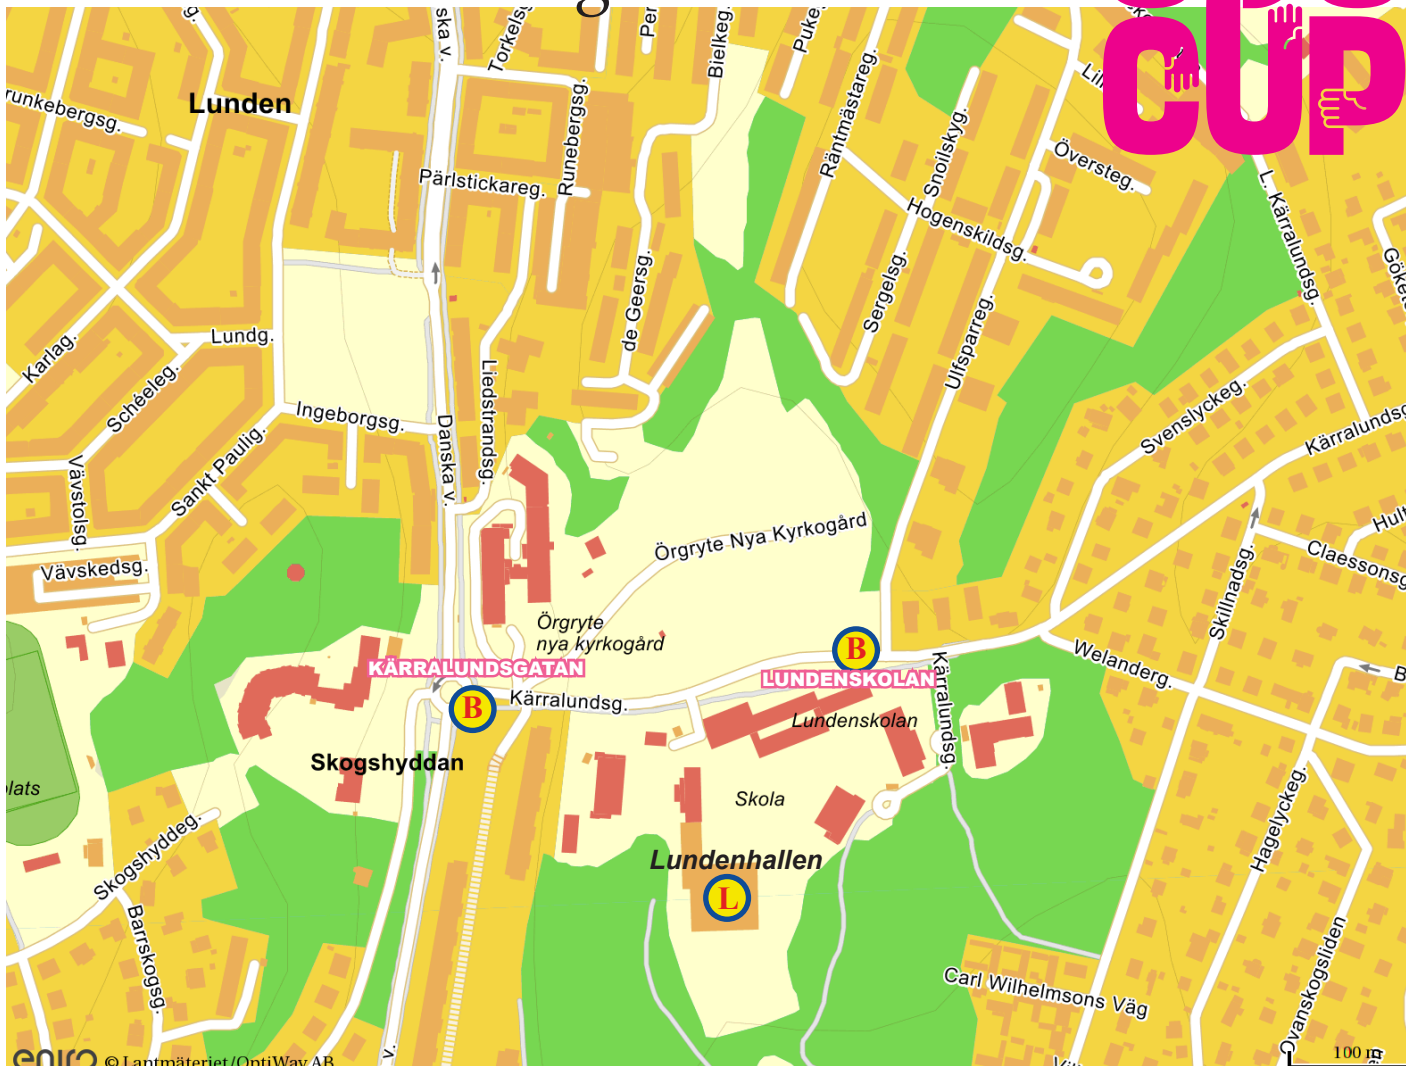 CUP
ska v.
Torkelsg.
Bielkeg.
Räntmästareg.
Lunden
runkebergsg.
Runebergsg.
Pärlstickareg.
Snoilskyg.
Översteg.
Hogenskildsg.
L. Kärralundsg.
de Geersg.
Sergelsg.
Ulfsparreg.
Karlag.
Lundg.
Schéeleg.
Liedstrandsg.
Ingeborgsg.
Danska v.
Sankt Paulig.
Vävstolsg.
Vävskedsg.
Svenslyckeg.
Kärralundsg
Claessonsg
Hult
Skillnadsg.
Örgryte Nya Kyrkogård
Örgryte
nya kyrkogård
B
KÄRRALUNDSGATAN
LUNDENSKOLAN
B
Kärralundsg.
Kärralundsg.
Welanderg.
B
Lundenskolan
Skogshyddan
Skola
lats
Skogshyddeg.
Lundenhallen
L
Hagelyckeg.
Barrskogsg.
Carl Wilhelmsons Väg
Ovanskogsliden
v.
eniro © Lantmäteriet/OptiWay AB
100 m